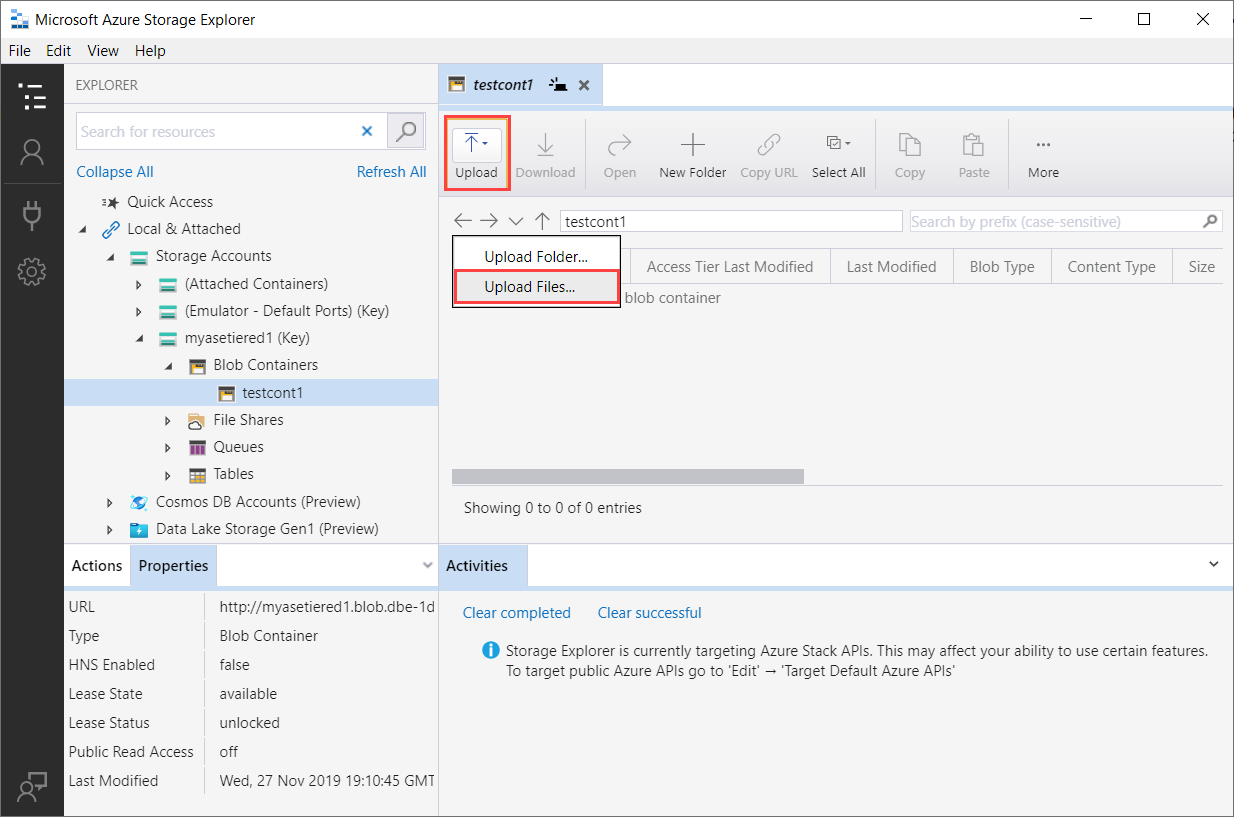 Microsoft Azure Storage Explorer
File Edit View Help
EXPLORER
Search for resources
Collapse All Refresh All
Quick Access
Local & Attached
Storage Accounts
(Attached Containers)
(Emulator - Default Ports) (Key)
myasetiered1 (Key)
Blob Containers
testcont1
File Shares
Queues
Tables
Cosmos DB Accounts (Preview)
Data Lake Storage Gen1 (Preview)
Actions Properties
URL http://myasetiered1.blob.dbe-1d
Type Blob Container
HNS Enabled false
Lease State available
Lease Status unlocked
Public Read Access off
Last Modified Wed, 27 Nov 2019 19:10:45 GMT
testcont1
Upload Download Open New Folder Copy URL Select All Copy Paste More
testcont1 Search by prefix (case-sensitive)
Upload Folder...
Upload Files...
Access Tier Last Modified Last Modified Blob Type Content Type Size
blob container
Showing 0 to 0 of 0 entries
Activities
Clear completed Clear successful
Storage Explorer is currently targeting Azure Stack APIs. This may affect your ability to use certain features.
To target public Azure APIs go to 'Edit' → 'Target Default Azure APIs'